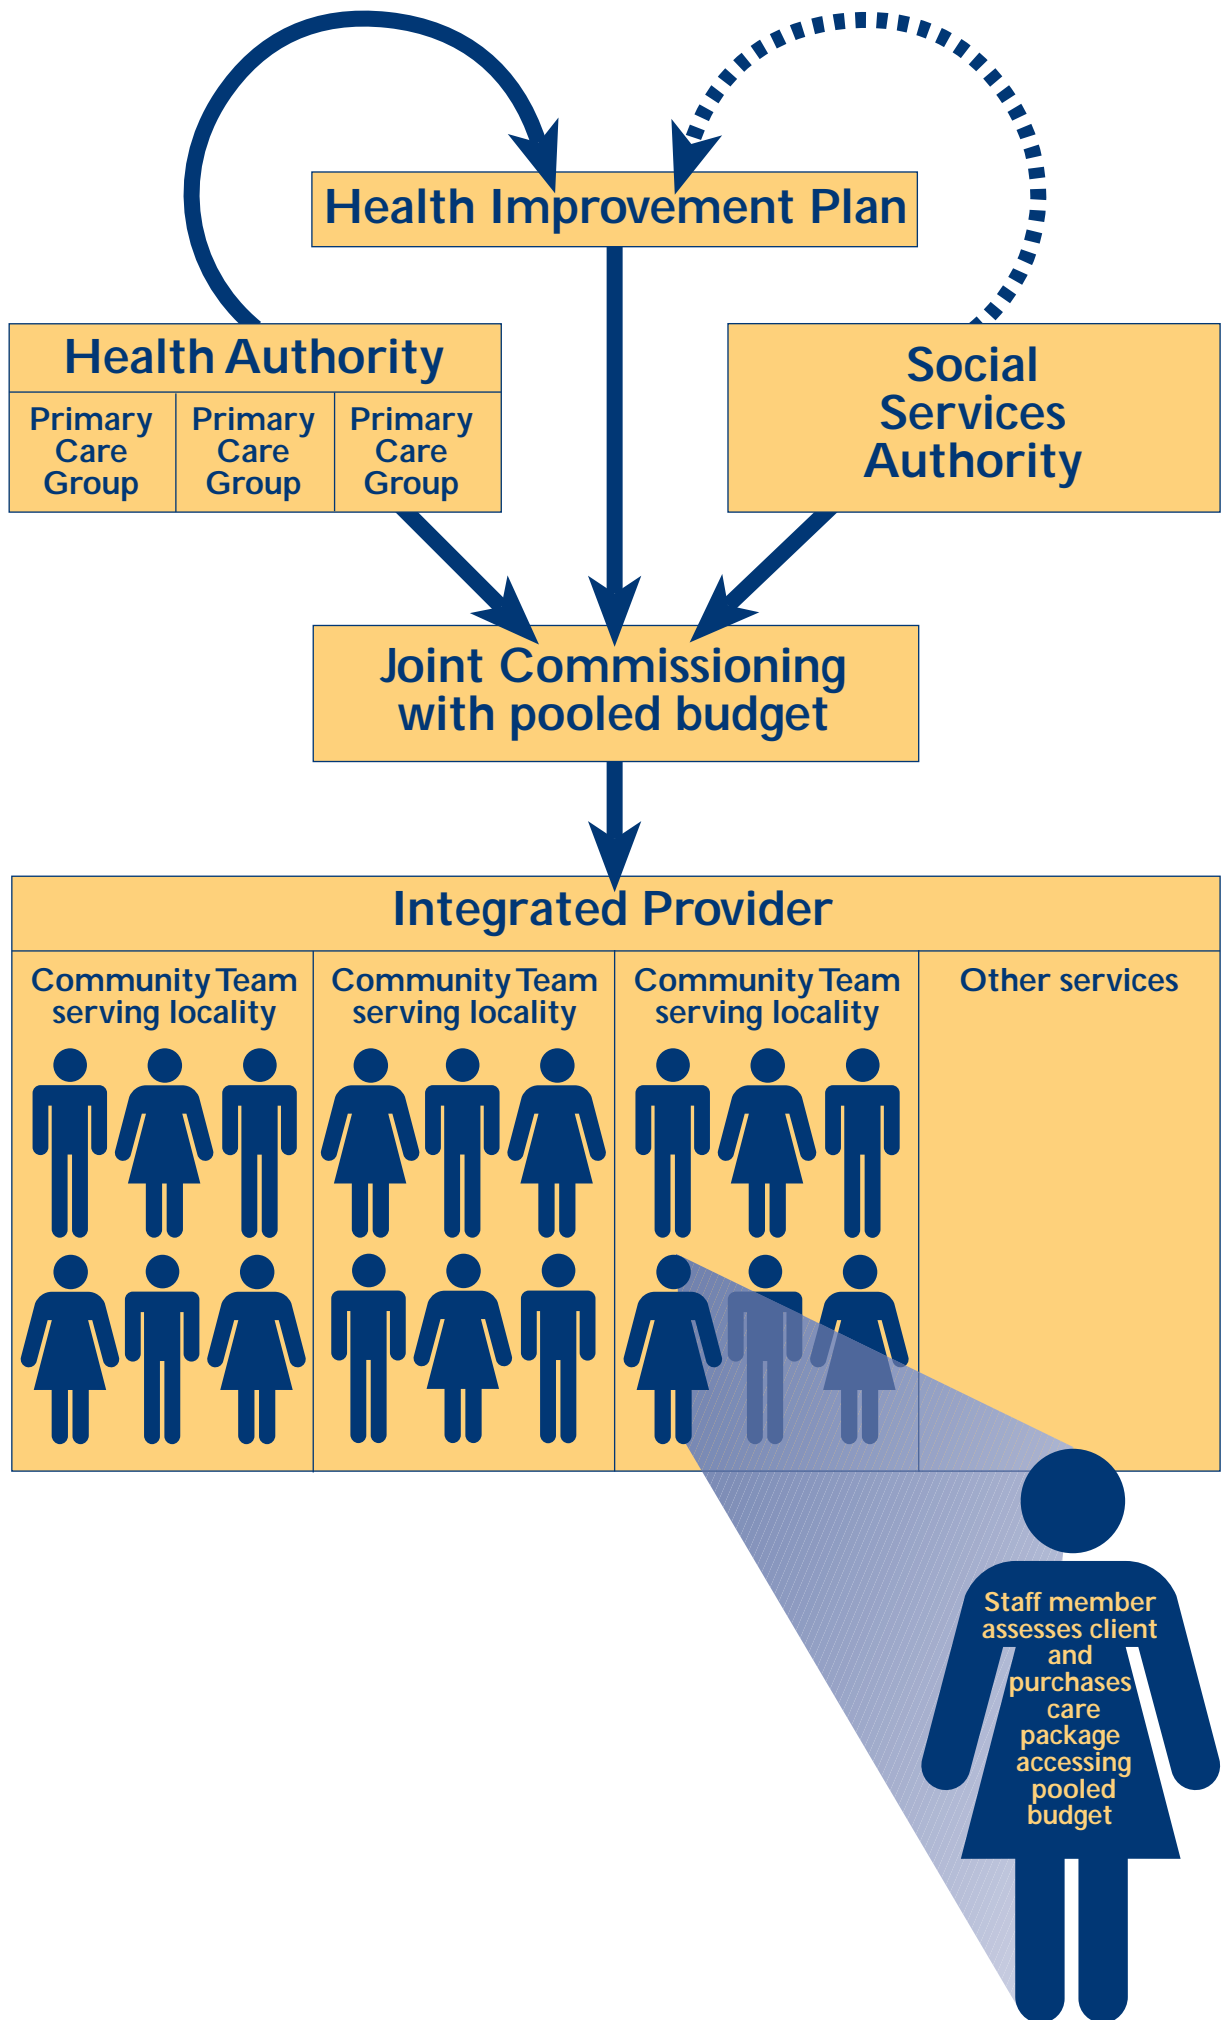 Health Improvement Plan
Health Authority
Primary
Care
Group
Primary
Care
Group
Primary
Care
Group
Social
Services
Authority
Joint Commissioning
with pooled budget
Integrated Provider
Community Team
serving locality
Community Team
serving locality
Community Team
serving locality
Other services
Staff member
assesses client
and
purchases
care
package
accessing
pooled
budget